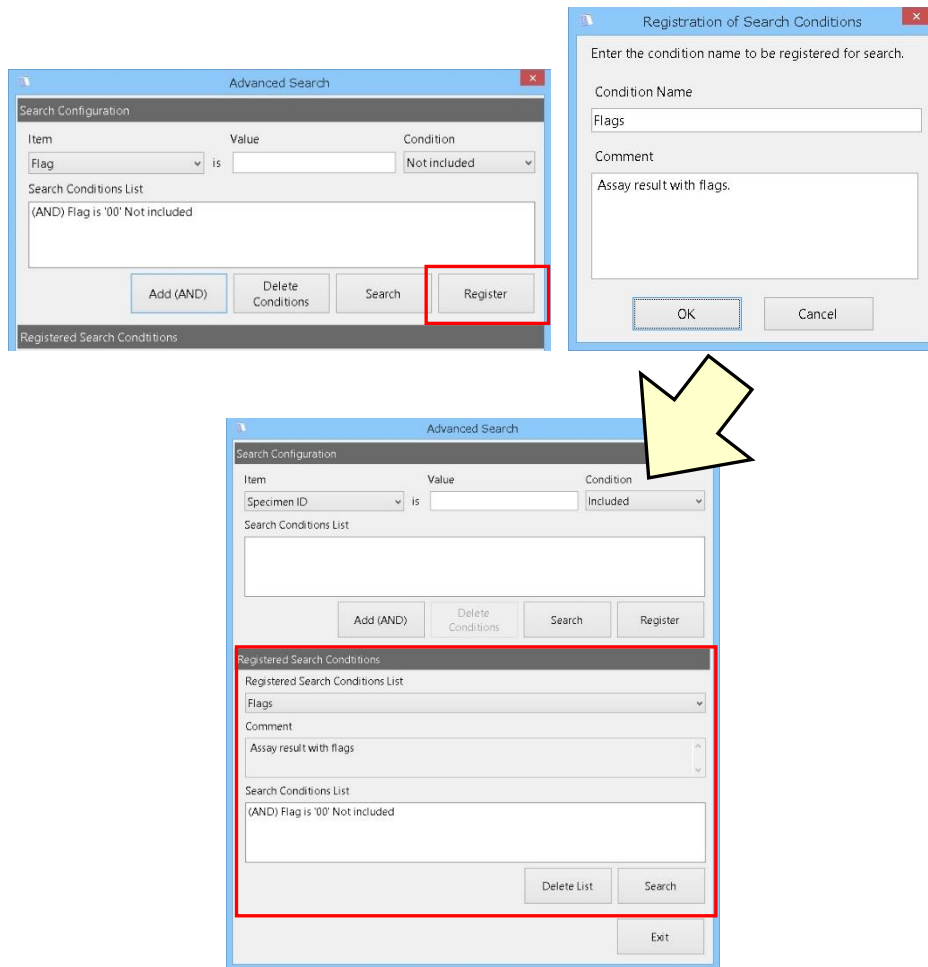 Advanced Search
Search Configuration
Item Value Condition
Flag is Not included
Search Conditions List
(AND) Flag is '00' Not included
Add (AND) Delete Conditions Search Register
Registered Search Condtitions
Registration of Search Conditions
Enter the condition name to be registered for search.
Condition Name
Flags
Comment
Assay result with flags.
OK Cancel
Advanced Search
Search Configuration
Item Value Condition
Specimen ID is Included
Search Conditions List
Add (AND) Delete Conditions Search Register
Registered Search Condtitions
Registered Search Conditions List
Flags
Comment
Assay result with flags
Search Conditions List
(AND) Flag is '00' Not included
Delete List Search
Exit